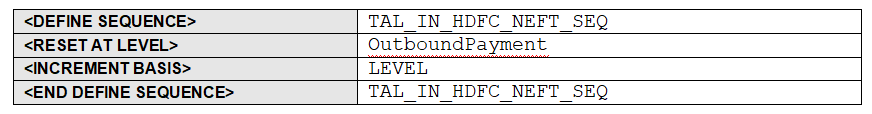 <DEFINE SEQUENCE> TAL_IN_HDFC_NEFT_SEQ
<RESET AT LEVEL> OutboundPayment
<INCREMENT BASIS> LEVEL
<END DEFINE SEQUENCE> TAL_IN_HDFC_NEFT_SEQ